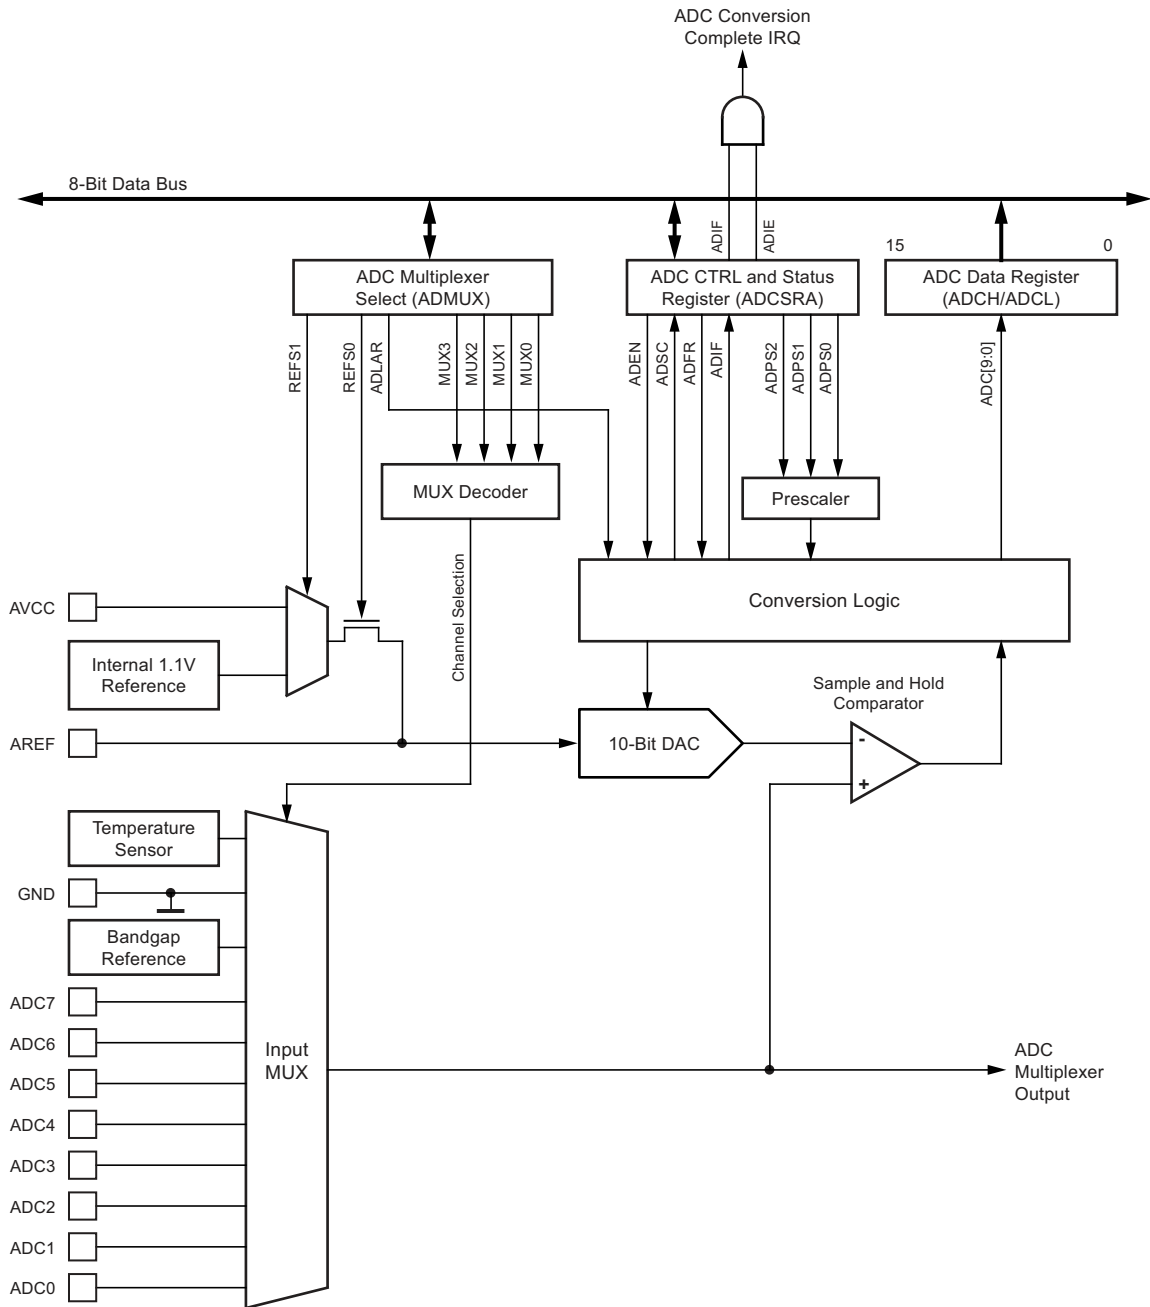 ADC Conversion
Complete IRQ
8-Bit Data Bus
ADIF
ADIE
15
0
ADC Multiplexer
Select (ADMUX)
ADC CTRL and Status
Register (ADCSRA)
ADC Data Register
(ADCH/ADCL)
REFS1
REFS0
ADLAR
MUX3
MUX2
MUX1
MUX0
ADEN
ADSC
ADFR
ADIF
ADPS2
ADPS1
ADPS0
ADC[9:0]
MUX Decoder
Prescaler
Channel Selection
Conversion Logic
AVCC
Internal 1.1V
Reference
Sample and Hold
Comparator
AREF
10-Bit DAC
-
+
Temperature
Sensor
GND
Bandgap
Reference
ADC7
ADC6
ADC5
ADC4
ADC3
ADC2
ADC1
ADC0
Input
MUX
ADC
Multiplexer
Output